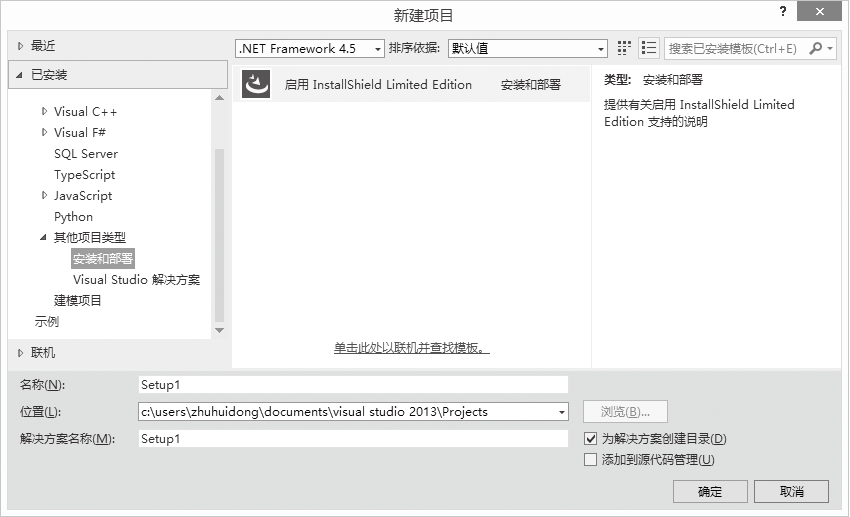 新建项目
? ×
最近
.NET Framework 4.5 排序依据: 默认值 搜索已安装模板(Ctrl+E)
已安装
Visual C++
Visual F#
SQL Server
TypeScript
JavaScript
Python
其他项目类型
安装和部署
Visual Studio 解决方案
建模项目
示例
联机
启用 InstallShield Limited Edition 安装和部署
单击此处以联机并查找模板。
类型: 安装和部署
提供有关启用 InstallShield Limited
Edition 支持的说明
名称(N): Setup1
位置(L): c:\users\zhuhuidong\documents\visual studio 2013\Projects 浏览(B)...
解决方案名称(M): Setup1 为解决方案创建目录(D)
添加到源代码管理(U)
确定 取消